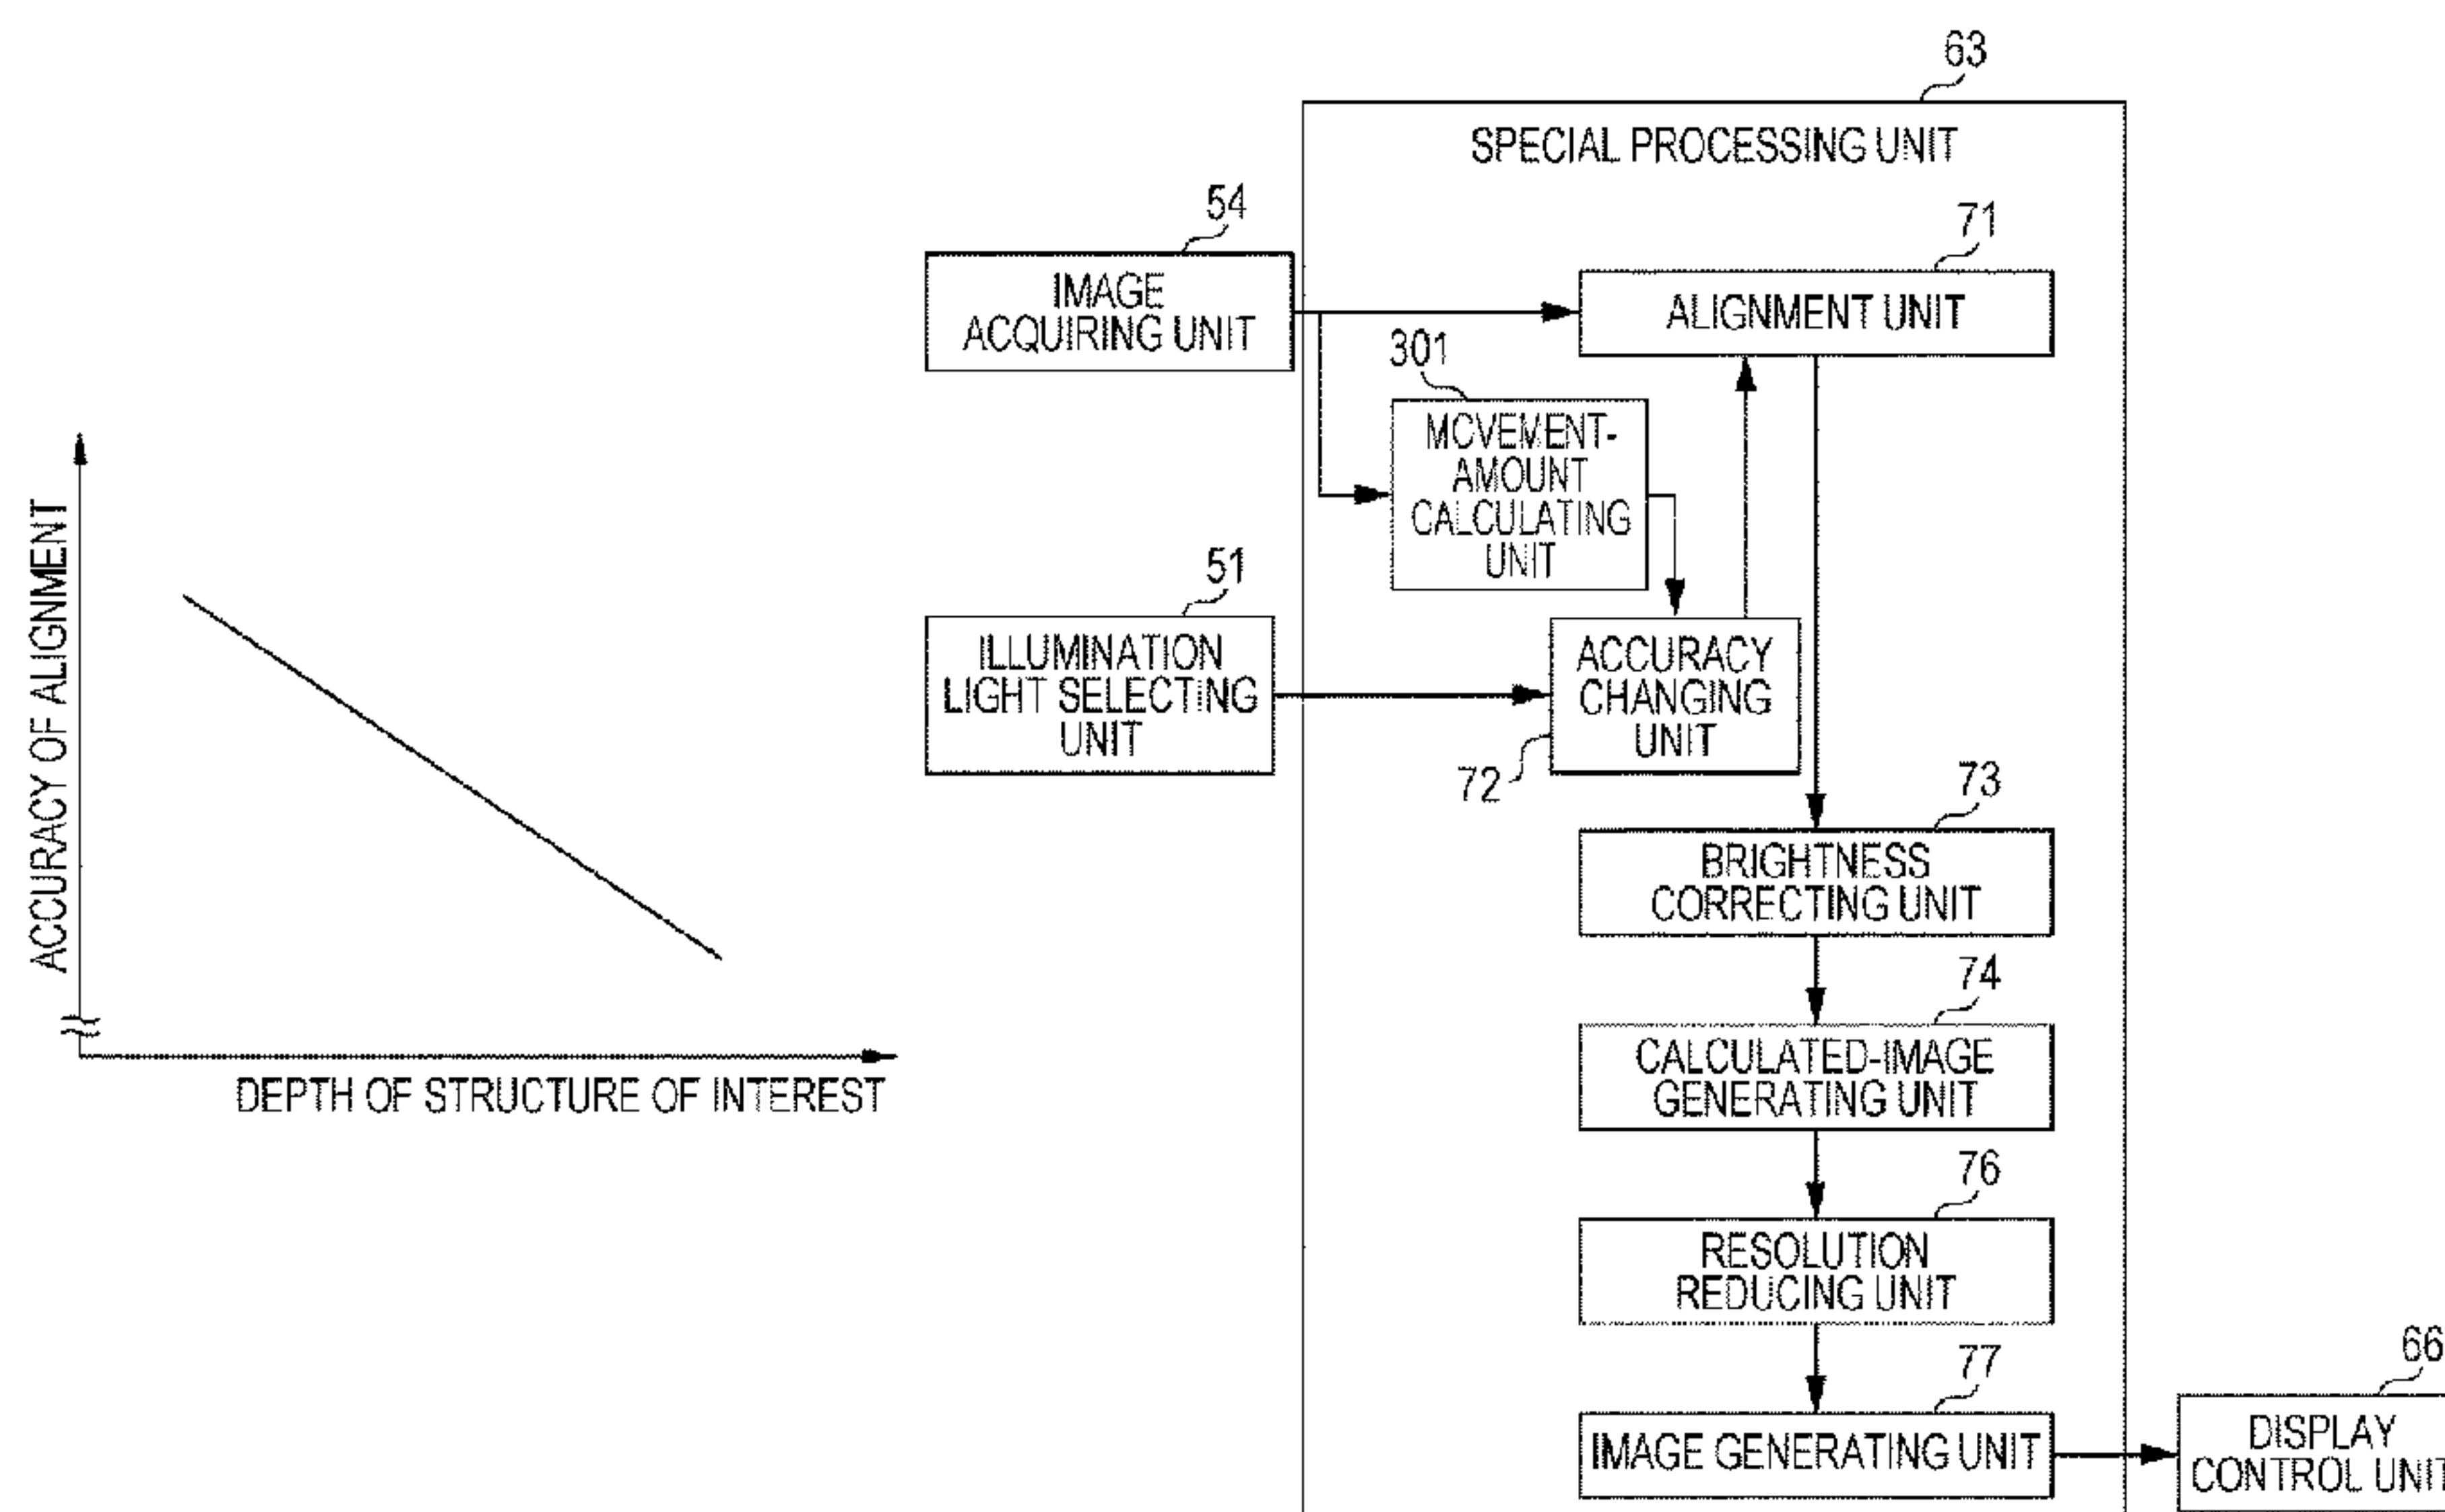 ACCURACY OF ALIGNMENT
DEPTH OF STRUCTURE OF INTEREST
63
SPECIAL PROCESSING UNIT
54
IMAGE
ACQUIRING UNIT
71
ALIGNMENT UNIT
301
MOVEMENT-
AMOUNT
CALCULATING
UNIT
51
ILLUMINATION
LIGHT SELECTING
UNIT
ACCURACY
CHANGING
UNIT
72
73
BRIGHTNESS
CORRECTING UNIT
74
CALCULATED-IMAGE
GENERATING UNIT
76
RESOLUTION
REDUCING UNIT
77
IMAGE GENERATING UNIT
66
DISPLAY
CONTROL UNIT